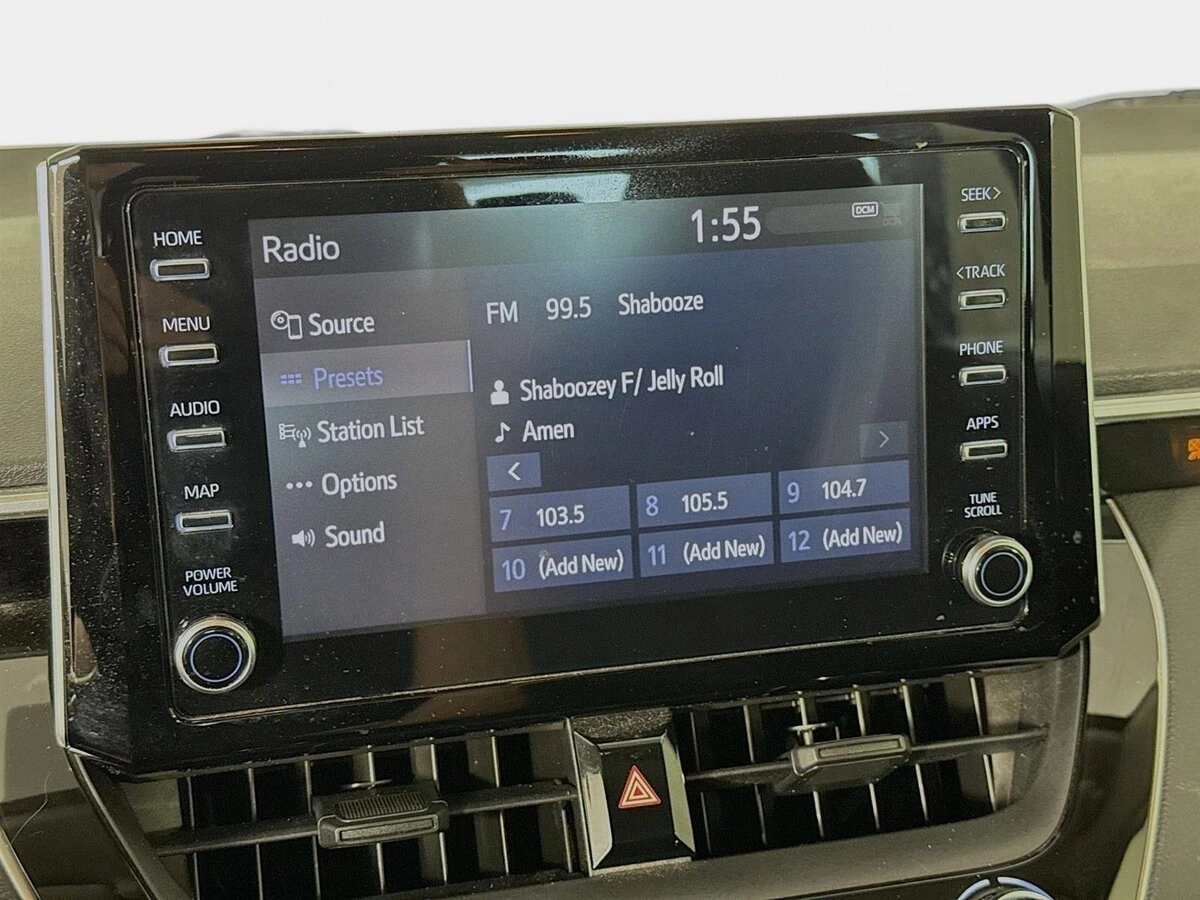 HOME
MENU
AUDIO
MAP
POWER
VOLUME
Radio
1:55
DCM
Source
Presets
Station List
Options
Sound
FM 99.5 Shabooze
Shaboozey F/ Jelly Roll
Amen
<
>
7 103.5
8 105.5
9 104.7
10 (Add New)
11 (Add New)
12 (Add New)
SEEK>
<TRACK
PHONE
APPS
TUNE
SCROLL